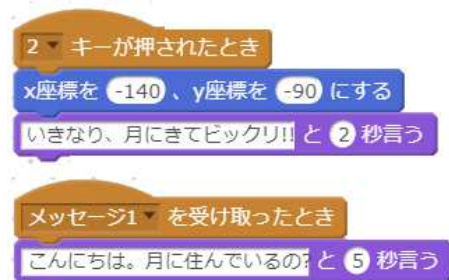 2 キーが押されたとき
x座標を -140 、y座標を -90 にする
いきなり、月にきてビックリ!! と 2 秒言う
メッセージ1 を受け取ったとき
こんにちは。月に住んでいるの? と 5 秒言う